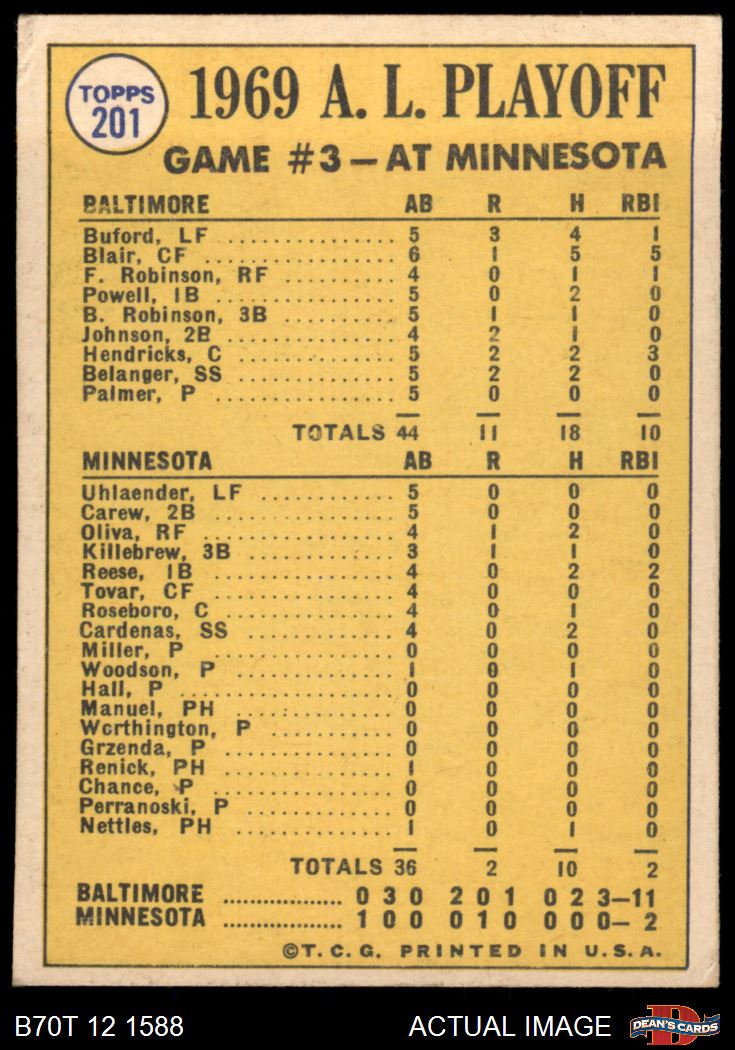 TOPPS
201
1969 A. L. PLAYOFF
GAME #3 — AT MINNESOTA
BALTIMORE AB R H RBI
Buford, LF ................ 5 3 4 1
Blair, CF ................ 6 1 5 5
F. Robinson, RF .......... 4 0 1 1
Powell, 1B ................ 5 0 2 0
B. Robinson, 3B .......... 5 1 1 0
Johnson, 2B .............. 4 2 1 0
Hendricks, C .............. 5 2 2 3
Belanger, SS .............. 5 2 2 0
Palmer, P ................ 5 0 0 0
TOTALS 44 11 18 10
MINNESOTA AB R H RBI
Uhlaender, LF ............ 5 0 0 0
Carew, 2B ................ 5 0 0 0
Oliva, RF ................ 4 1 2 0
Killebrew, 3B ............ 3 1 1 0
Reese, 1B ................ 4 0 2 2
Tovar, CF ................ 4 0 0 0
Roseboro, C .............. 4 0 1 0
Cardenas, SS .............. 4 0 2 0
Miller, P ................ 0 0 0 0
Woodson, P .............. 1 0 1 0
Hall, P .................. 0 0 0 0
Manuel, PH .............. 0 0 0 0
Worthington, P .......... 0 0 0 0
Grzenda, P .............. 0 0 0 0
Renick, PH .............. 1 0 0 0
Chance, P ................ 0 0 0 0
Perranoski, P ............ 0 0 0 0
Nettles, PH .............. 1 0 1 0
TOTALS 36 2 10 2
BALTIMORE .................. 0 3 0 2 0 1 0 2 3—11
MINNESOTA .................. 1 0 0 0 1 0 0 0 0— 2
©T.C.G. PRINTED IN U.S.A.
B70T 12 1588 ACTUAL IMAGE
D
DEAN'S CARDS